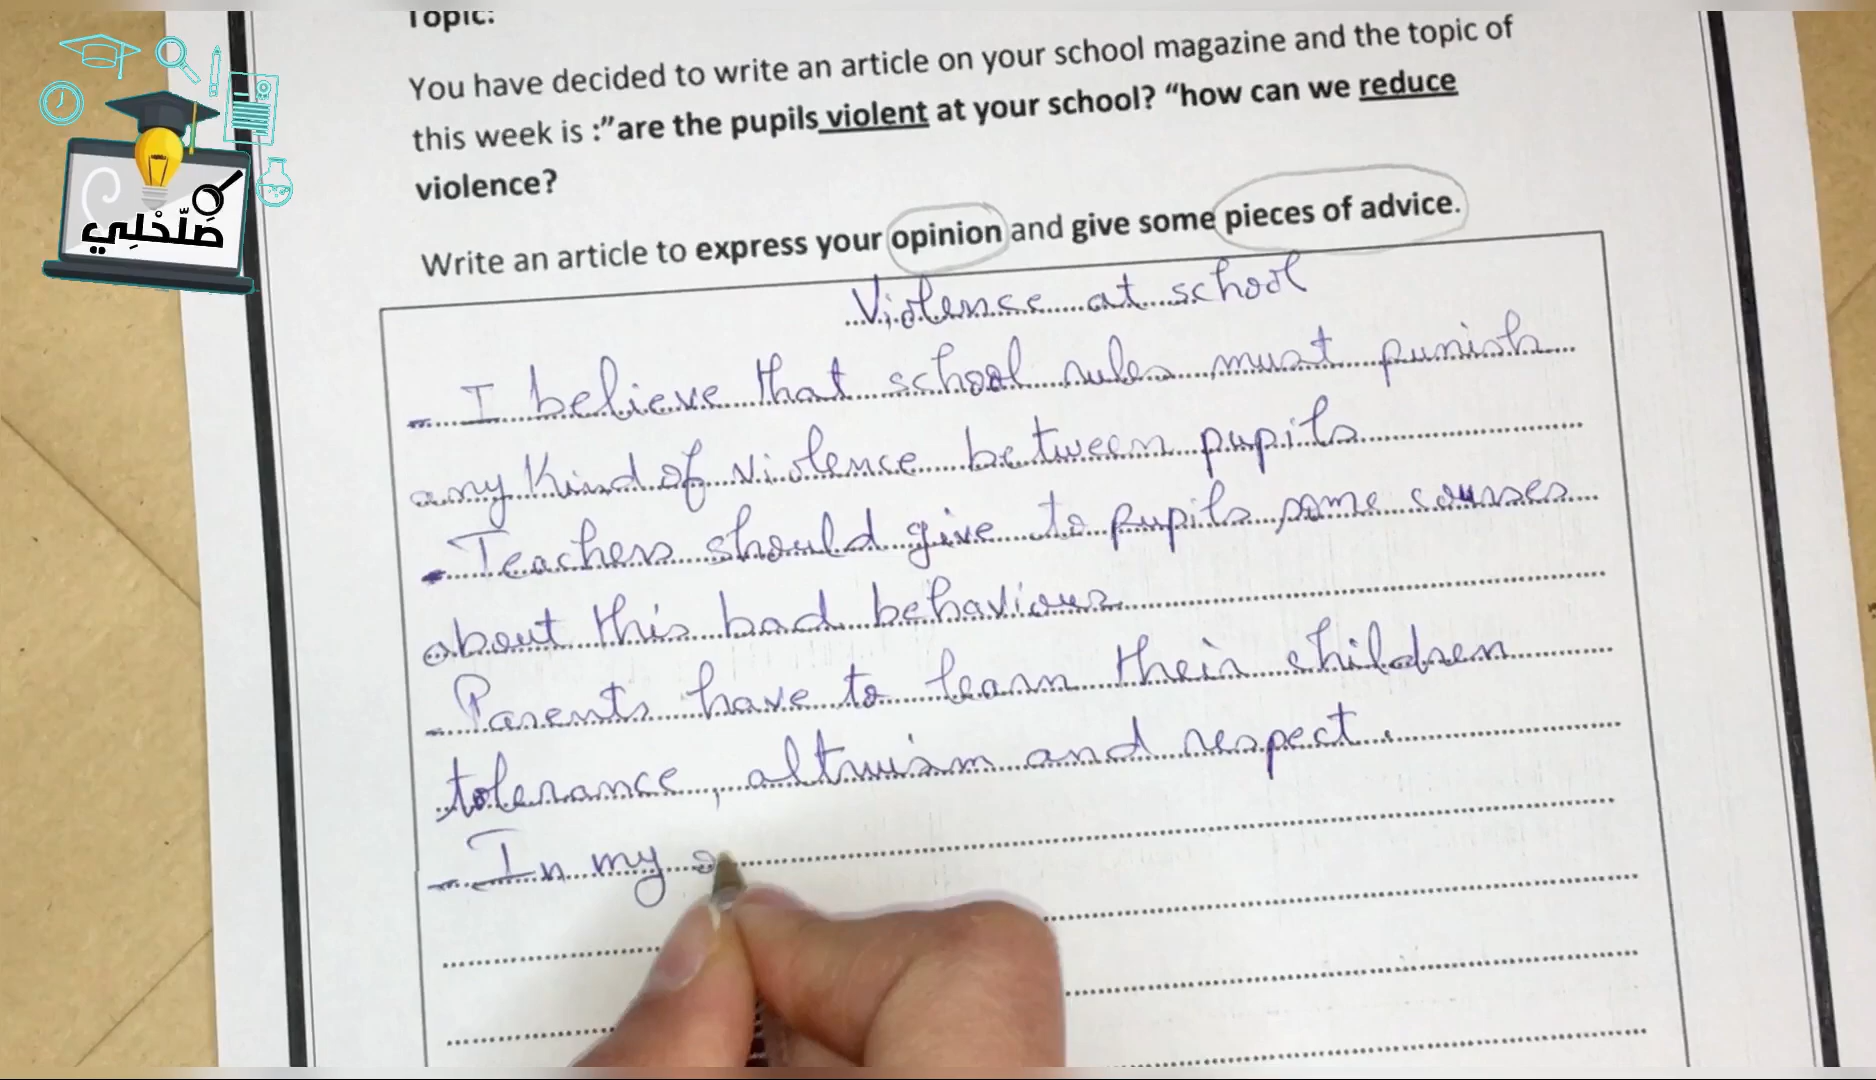 Topic:
You have decided to write an article on your school magazine and the topic of
this week is :”are the pupils violent at your school? “how can we reduce
violence?
Write an article to express your opinion and give some pieces of advice.
صَلَّحْلِي
Violence at school
- I believe that school rules must punish
any Kind of violence between pupils
- Teachers should give to pupils some courses
about this bad behaviour
- Parents have to learn their children
tolerance, altruism and respect.
- In my o